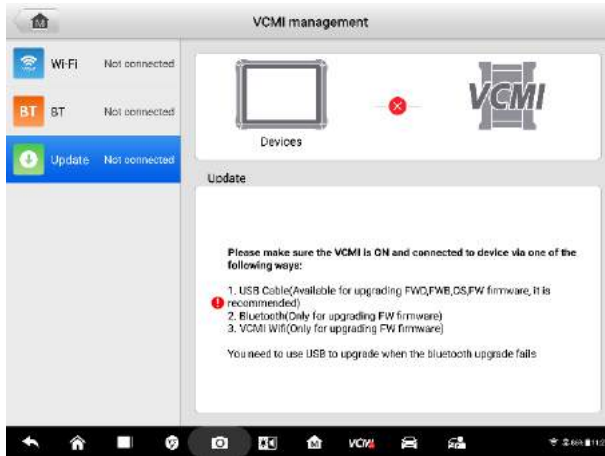 VCMI management
Wi-Fi Not connected
BT BT Not connected
Update Not connected
VCMI
Devices
Update
Please make sure the VCMI is ON and connected to device via one of the
following ways:
1. USB Cable(Available for upgrading FWD,FWB,OS,FW firmware, it is
recommended)
2. Bluetooth(Only for upgrading FW firmware)
3. VCMI Wifi(Only for upgrading FW firmware)
You need to use USB to upgrade when the bluetooth upgrade fails
VCMI